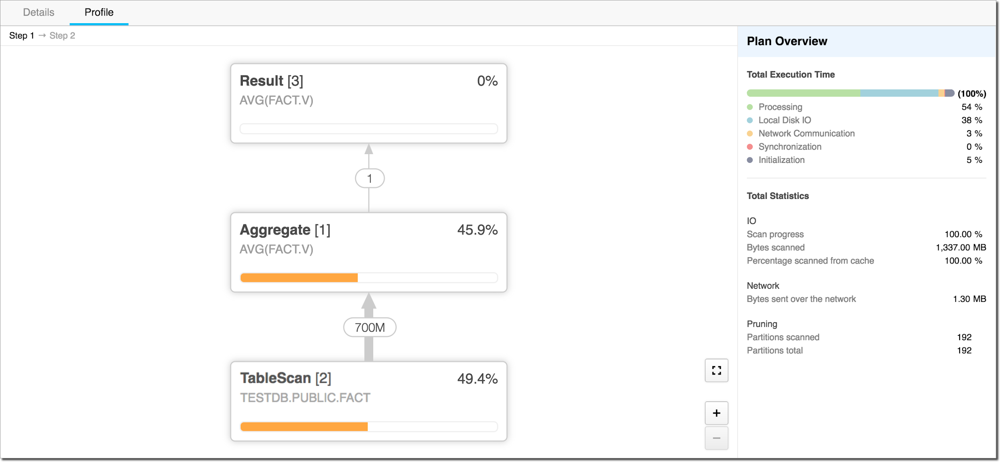 Details Profile
Step 1 → Step 2
Result [3] 0%
AVG(FACT.V)
1
Aggregate [1] 45.9%
AVG(FACT.V)
700M
TableScan [2] 49.4%
TESTDB.PUBLIC.FACT
+
−
Plan Overview
Total Execution Time
(100%)
Processing 54 %
Local Disk IO 38 %
Network Communication 3 %
Synchronization 0 %
Initialization 5 %
Total Statistics
IO
Scan progress 100.00 %
Bytes scanned 1,337.00 MB
Percentage scanned from cache 100.00 %
Network
Bytes sent over the network 1.30 MB
Pruning
Partitions scanned 192
Partitions total 192